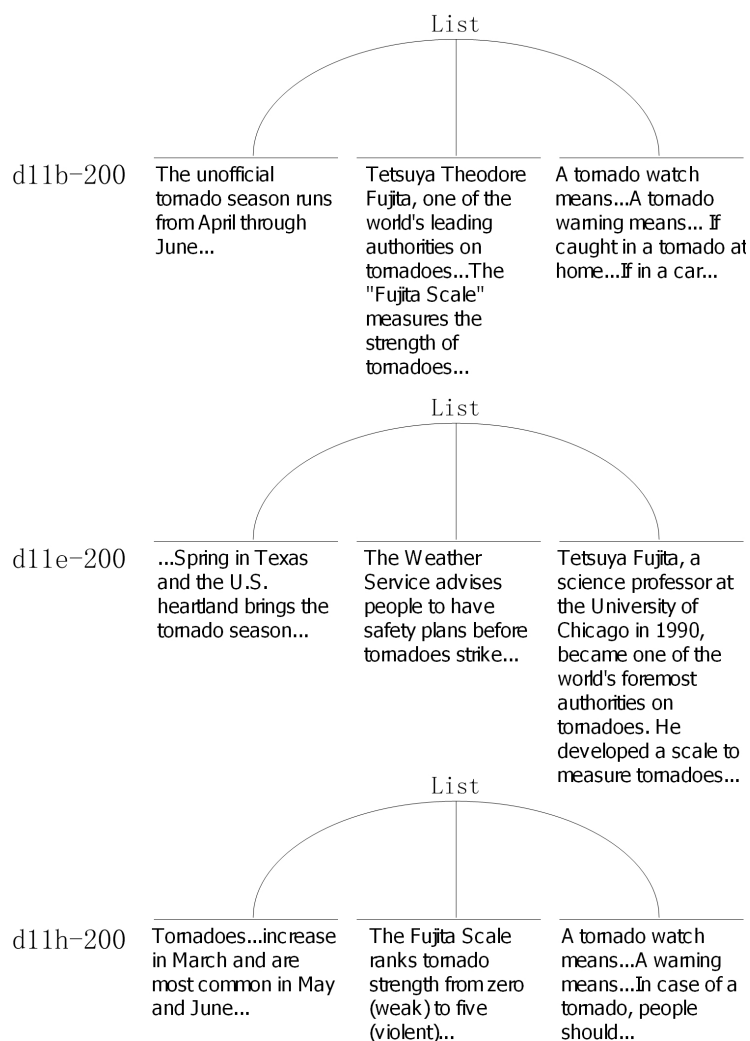 List
d11b-200
The unofficial
tornado season runs
from April through
June...
Tetsuya Theodore
Fujita, one of the
world's leading
authorities on
tornadoes...The
"Fujita Scale"
measures the
strength of
tornadoes...
A tornado watch
means...A tornado
warning means... If
caught in a tornado at
home...If in a car...
List
d11e-200
...Spring in Texas
and the U.S.
heartland brings the
tornado season...
The Weather
Service advises
people to have
safety plans before
tornadoes strike...
Tetsuya Fujita, a
science professor at
the University of
Chicago in 1990,
became one of the
world's foremost
authorities on
tornadoes. He
developed a scale to
measure tornadoes...
List
d11h-200
Tornadoes...increase
in March and are
most common in May
and June...
The Fujita Scale
ranks tornado
strength from zero
(weak) to five
(violent)...
A tornado watch
means...A warning
means...In case of a
tornado, people
should...